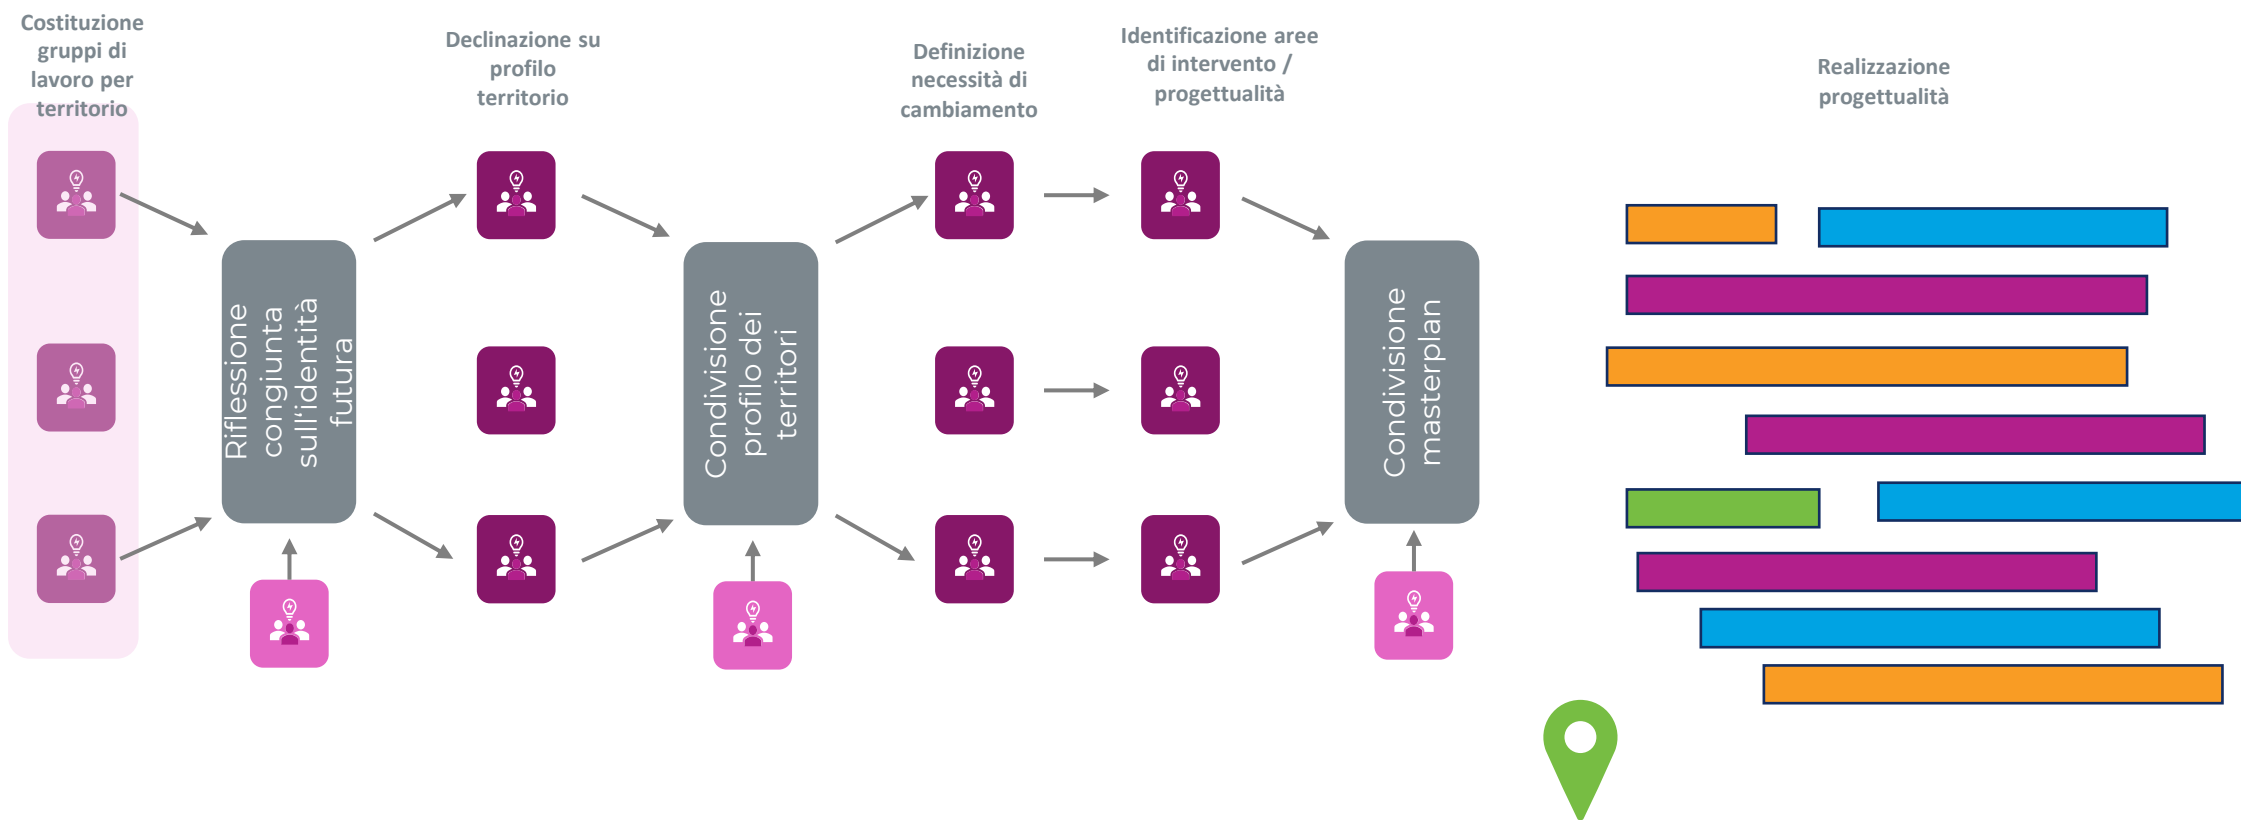 Costituzione
gruppi di
lavoro per
territorio
Riflessione
congiunta
sull'identità
futura
Declinazione su
profilo
territorio
Condivisione
profilo dei
territori
Definizione
necessità di
cambiamento
Identificazione aree
di intervento /
progettualità
Condivisione
masterplan
Realizzazione
progettualità